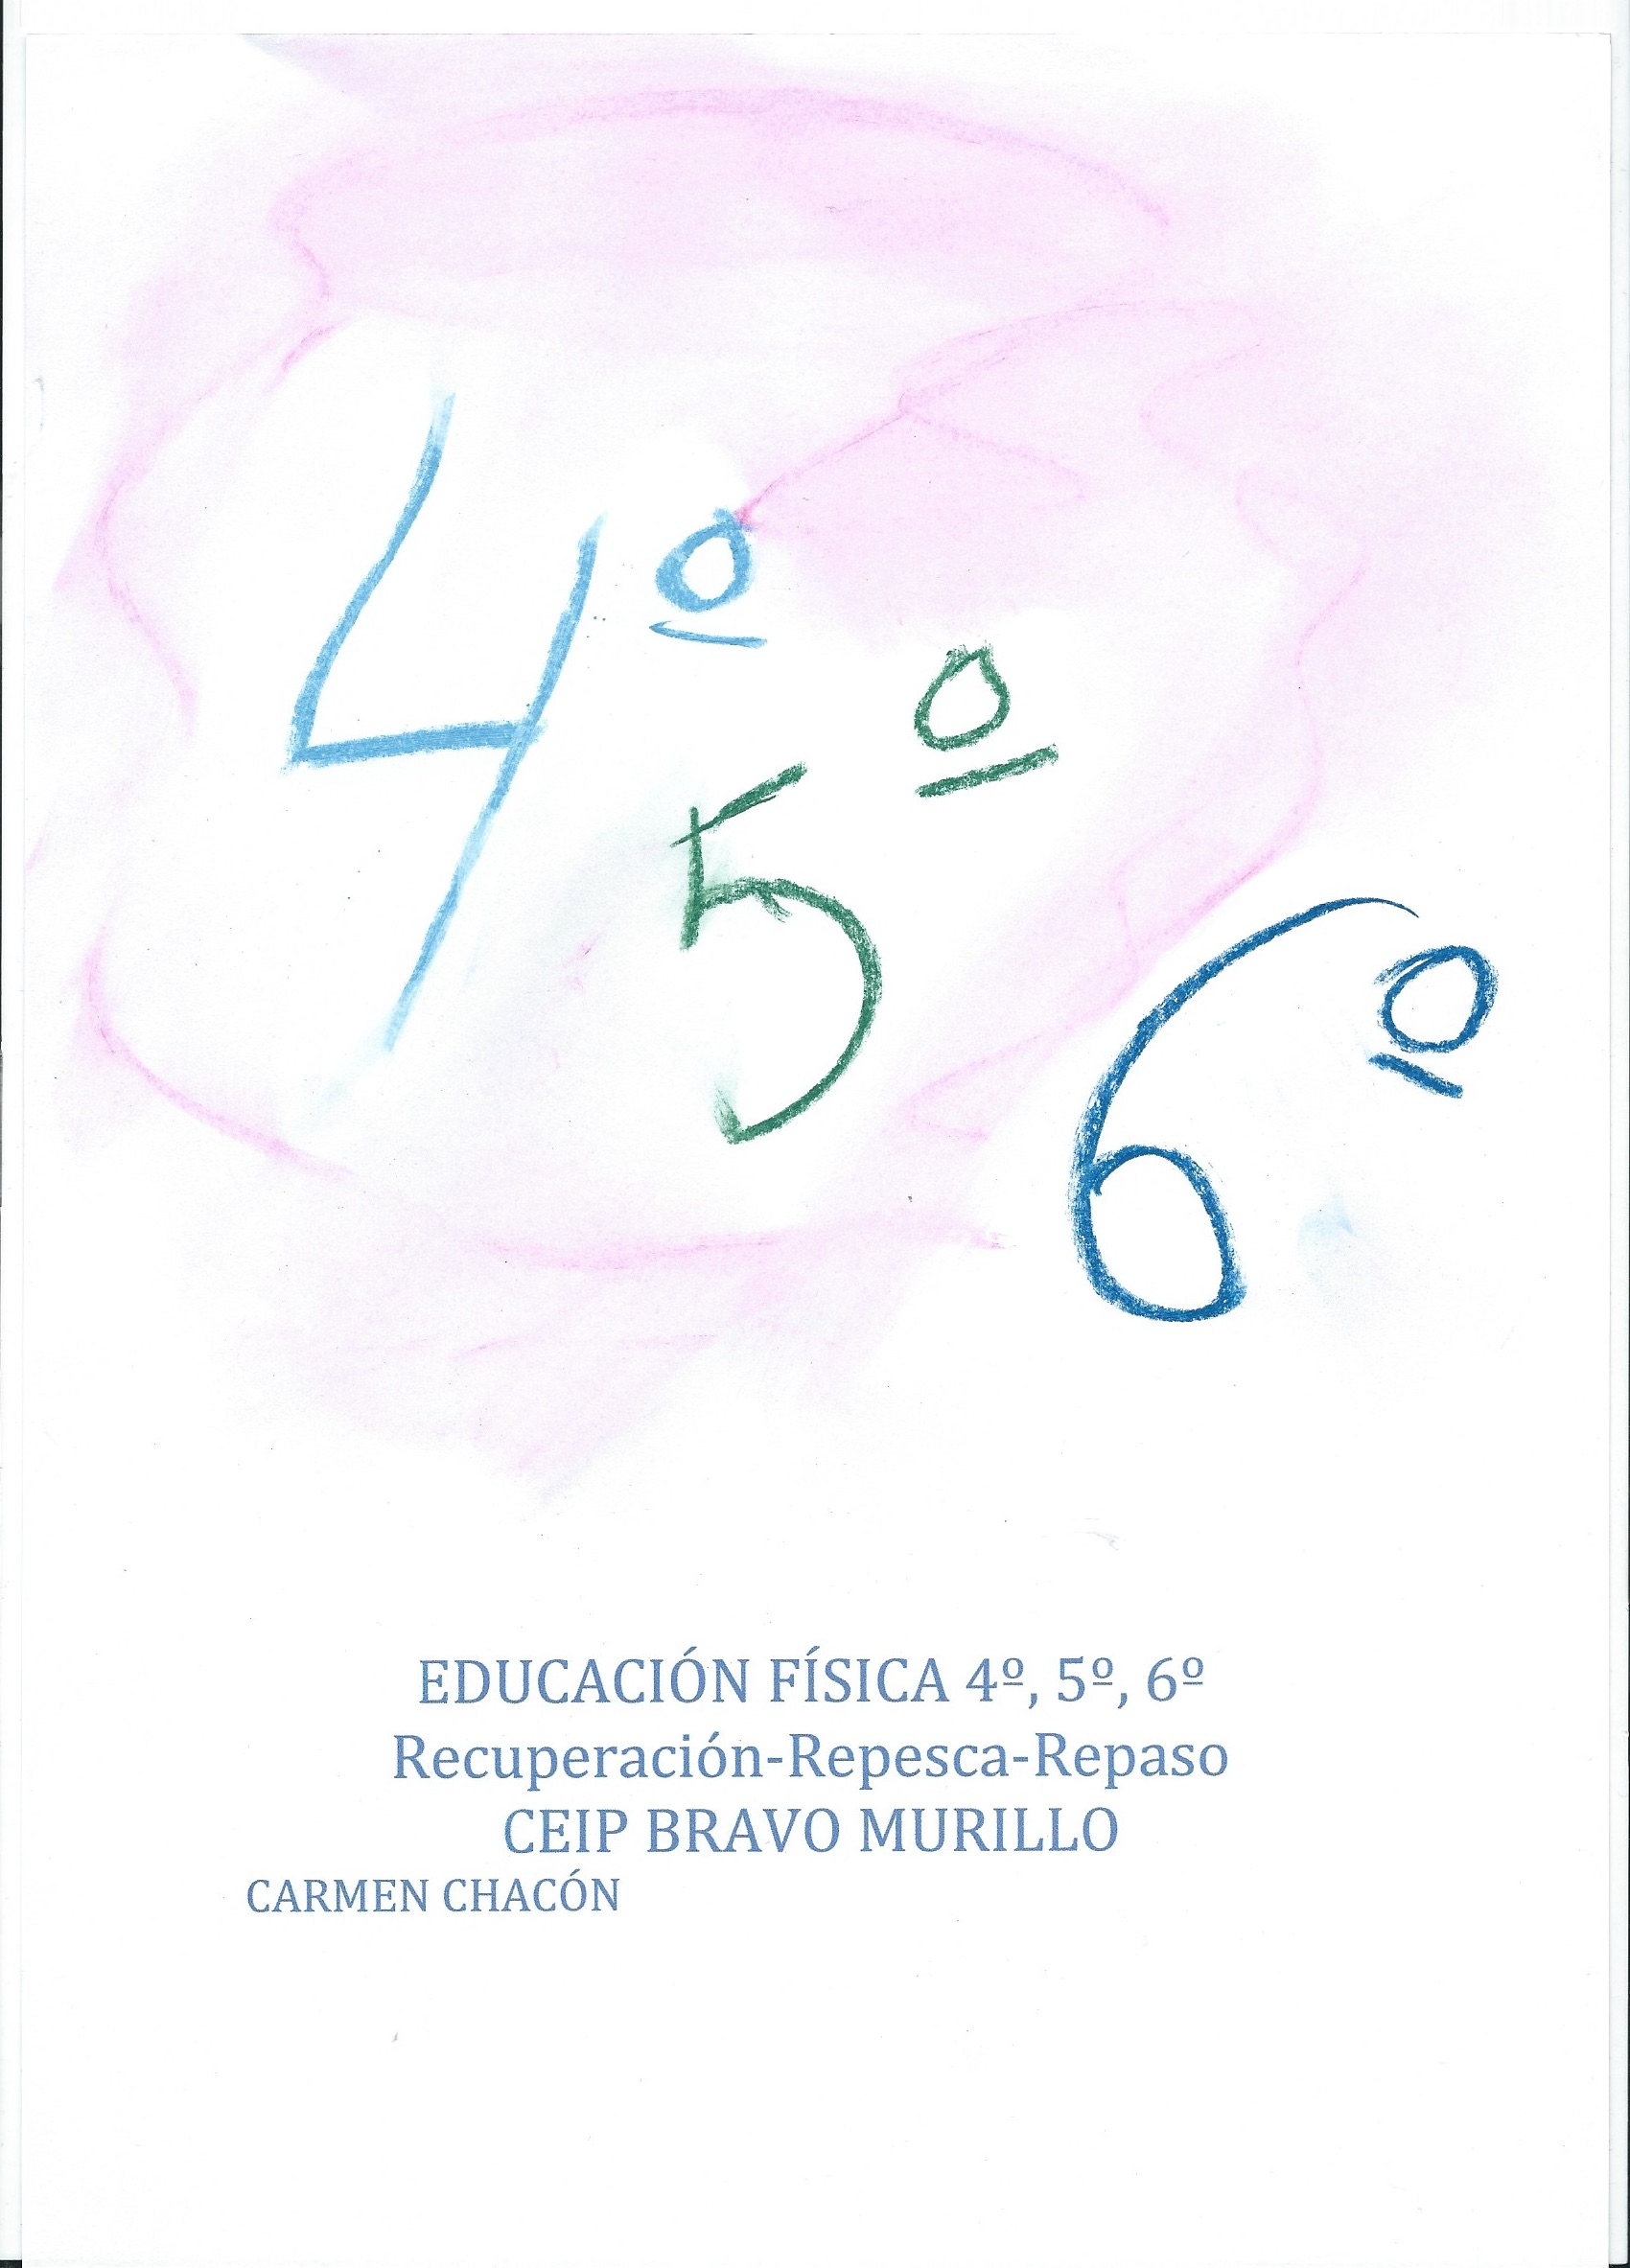 4º
5º
6º
EDUCACIÓN FÍSICA 4º, 5º, 6º
Recuperación-Repesca-Repaso
CEIP BRAVO MURILLO
CARMEN CHACÓN